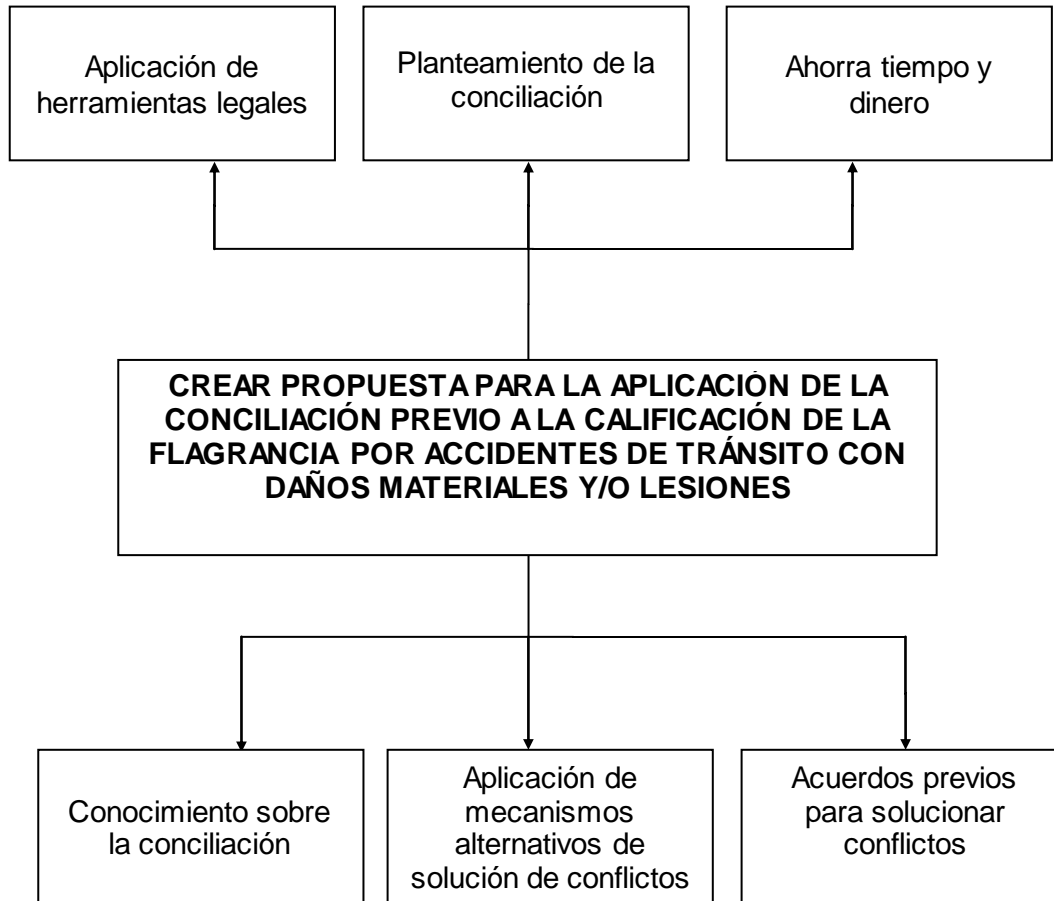 Aplicación de
herramientas legales
Planteamiento de la
conciliación
Ahorra tiempo y
dinero
CREAR PROPUESTA PARA LA APLICACIÓN DE LA
CONCILIACIÓN PREVIO A LA CALIFICACIÓN DE LA
FLAGRANCIA POR ACCIDENTES DE TRÁNSITO CON
DAÑOS MATERIALES Y/O LESIONES
Conocimiento sobre
la conciliación
Aplicación de
mecanismos
alternativos de
solución de conflictos
Acuerdos previos
para solucionar
conflictos